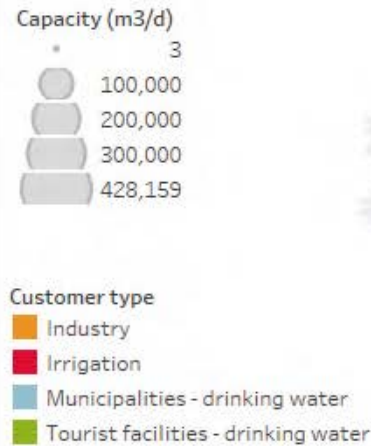 Capacity (m3/d)
3
100,000
200,000
300,000
428,159
Customer type
Industry
Irrigation
Municipalities - drinking water
Tourist facilities - drinking water